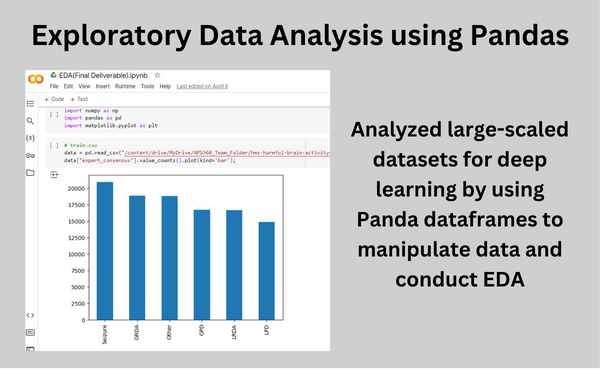 Exploratory Data Analysis using Pandas
EDA(Final Deliverable).ipynb
File Edit View Insert Runtime Tools Help Last edited on April 6
+ Code + Text
[ ] import numpy as np
import pandas as pd
import matplotlib.pyplot as plt
[ ] # train.csv
data = pd.read_csv("/content/drive/MyDrive/APS360_Team_Folder/hms-harmful-brain-activity
data["expert_consensus"].value_counts().plot(kind='bar');
20000
17500
15000
12500
10000
7500
5000
2500
0
Seizure
GRDA
Other
GPD
LRDA
LPD
Analyzed large-scaled
datasets for deep
learning by using
Panda dataframes to
manipulate data and
conduct EDA